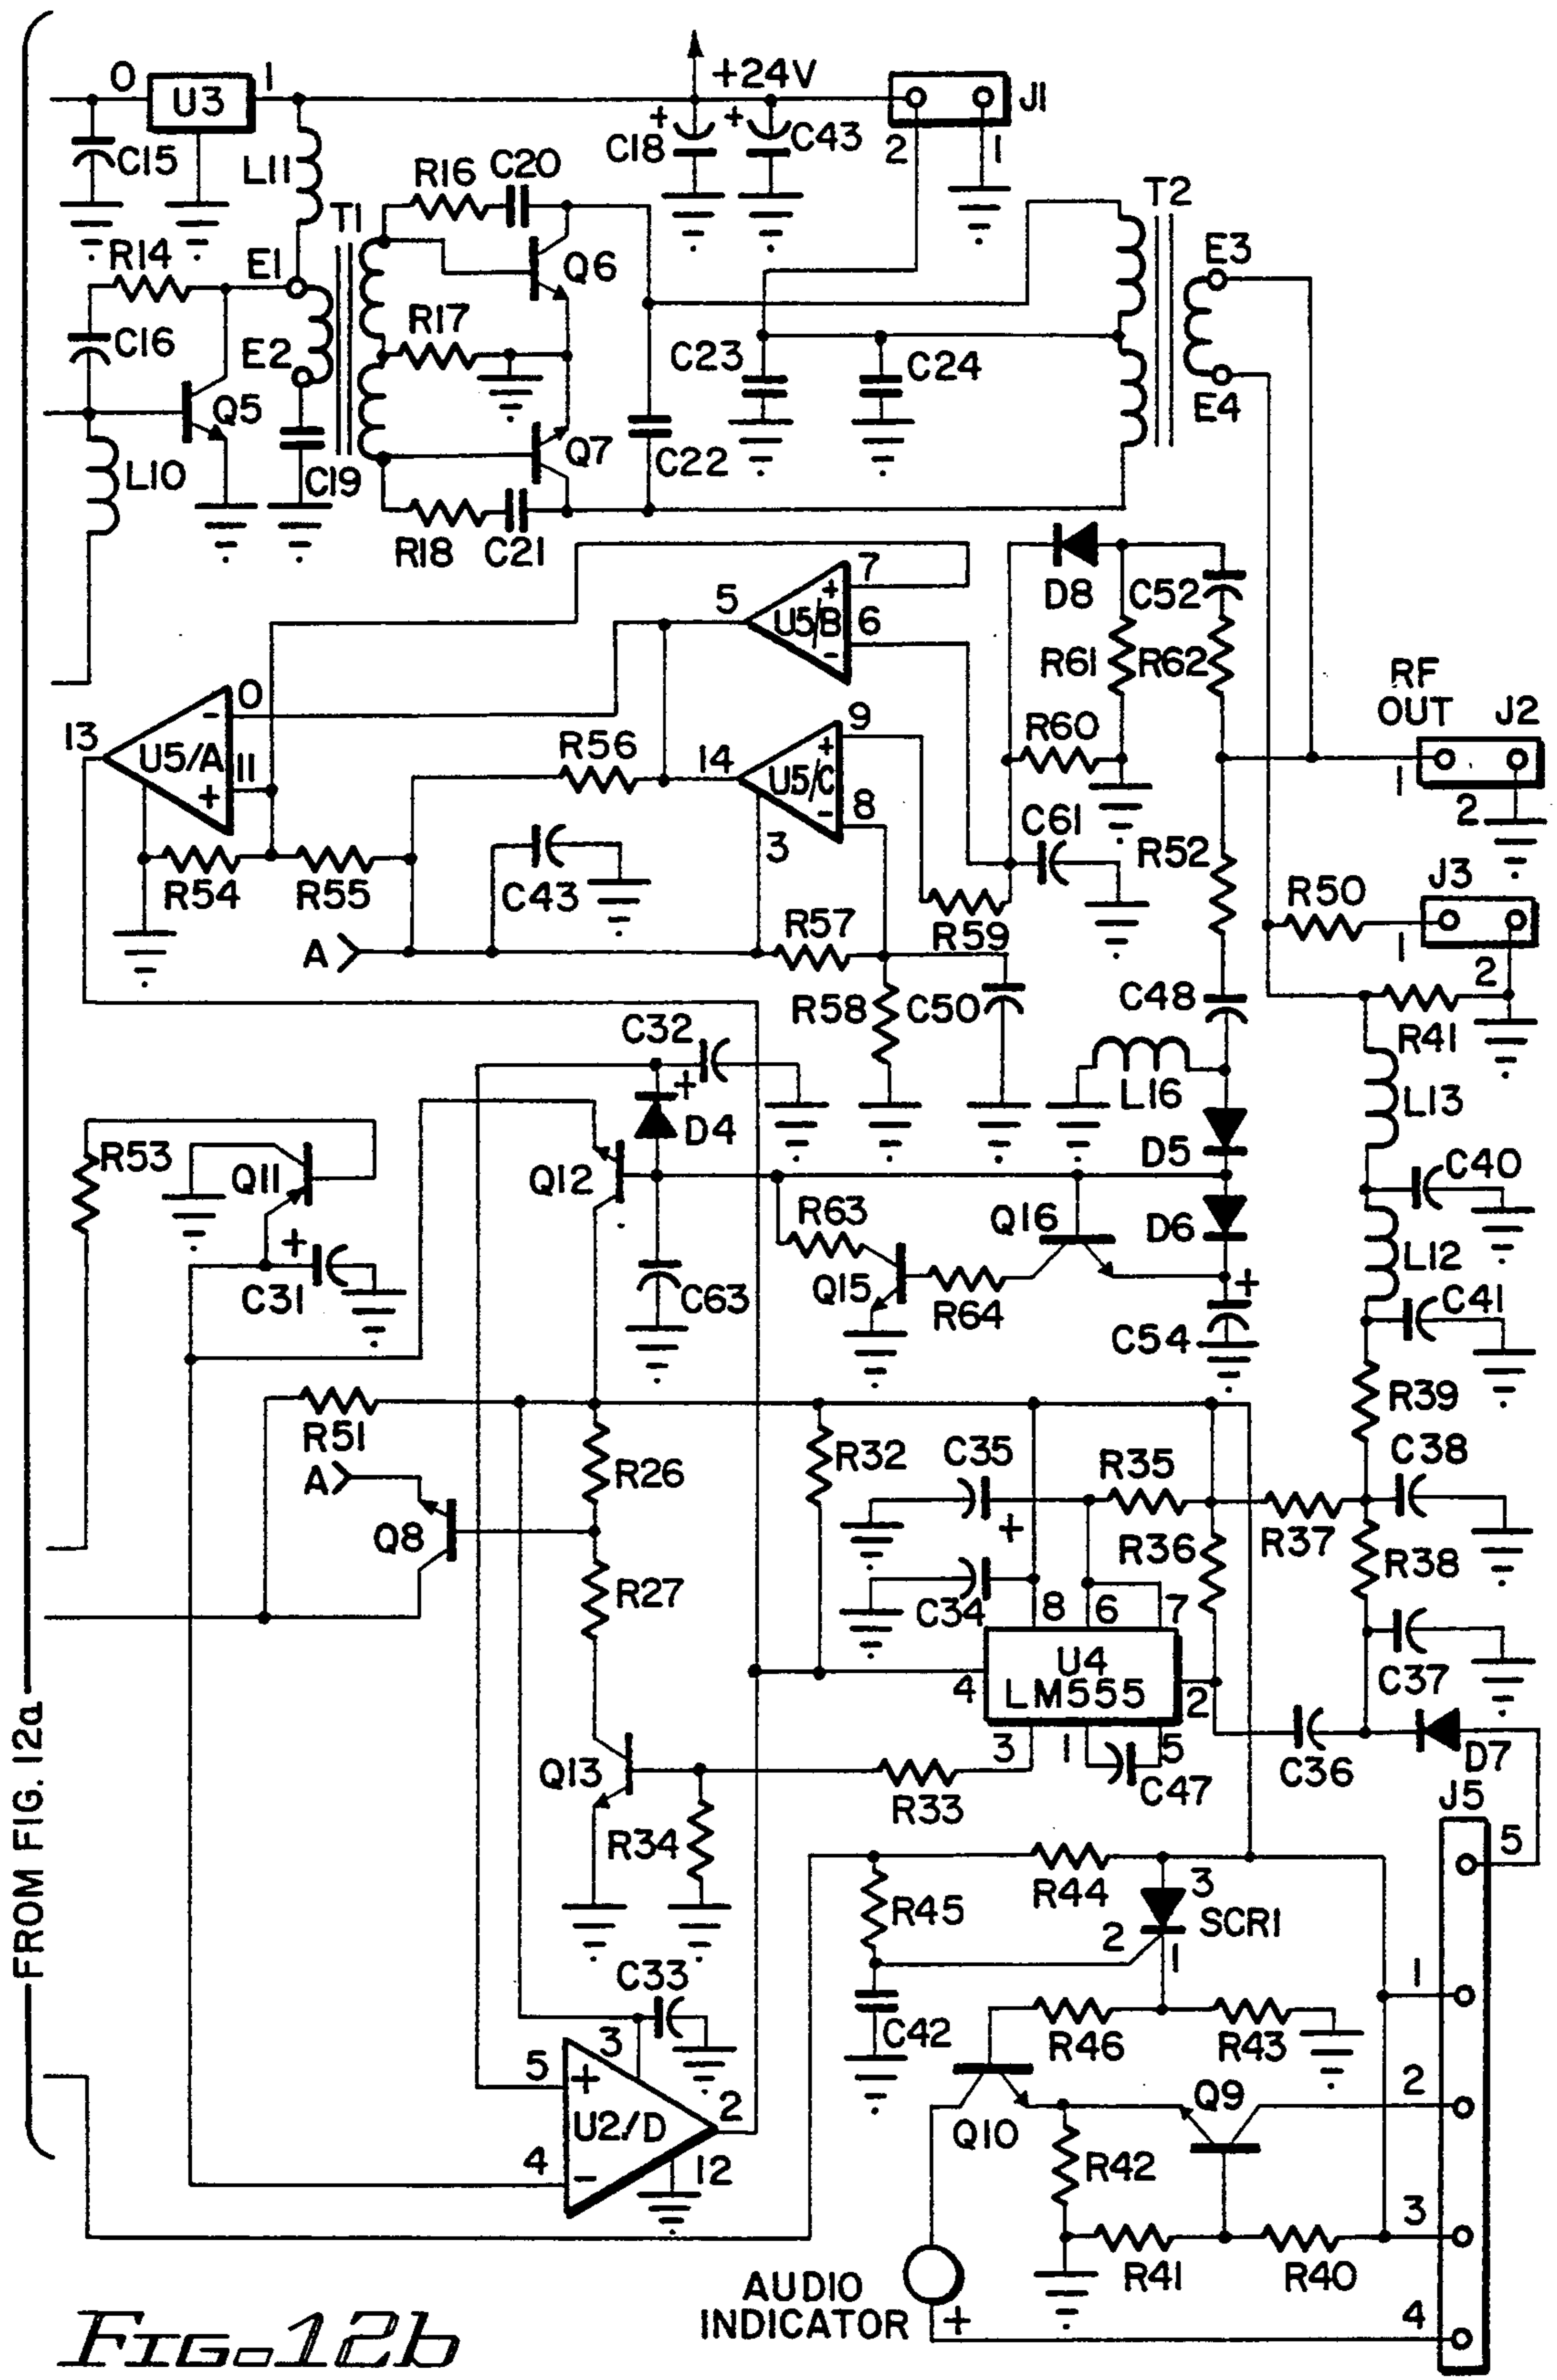 0 U3 1 +24V J1
C15 L11 R16 C20 C18 + + C43 2 1
T1 T2
R14 E1 Q6 E3
C16 E2 R17 C23 C24 E4
Q5 Q7 C22
L10 C19
R18 C21
D8 C52
5 U5/B + - 7 6
R61 R62
RF
OUT J2
13 U5/A - + 0 11 R56 14 U5/C + - 9 8 R60 1 2
3 C61 R52
R54 R55 C43 R50 J3
A R57 R59 1 2
R58 C50 C48 R41
C32 + L16 L13
D4
R53 Q11 Q12 D5 C40
R63 Q16 D6 L12
+ C31 C63 Q15 R64 + C54 C41
R39
R51 R26 R32 C35 + R35 C38
A Q8 R36 R37 R38
R27 C34 8 6 7
U4
4 LM555 2 C37
3 1 5
Q13 C47 C36 D7
R33 J5
R34 5
R44 3
R45 2 SCR1
1
C33 1
3 C42 R46 R43
5 + U2/D 2 Q9 2
Q10
4 - 12 R42
3
R41 R40
AUDIO
INDICATOR + 4
FROM FIG. 12a
FIG. 12b